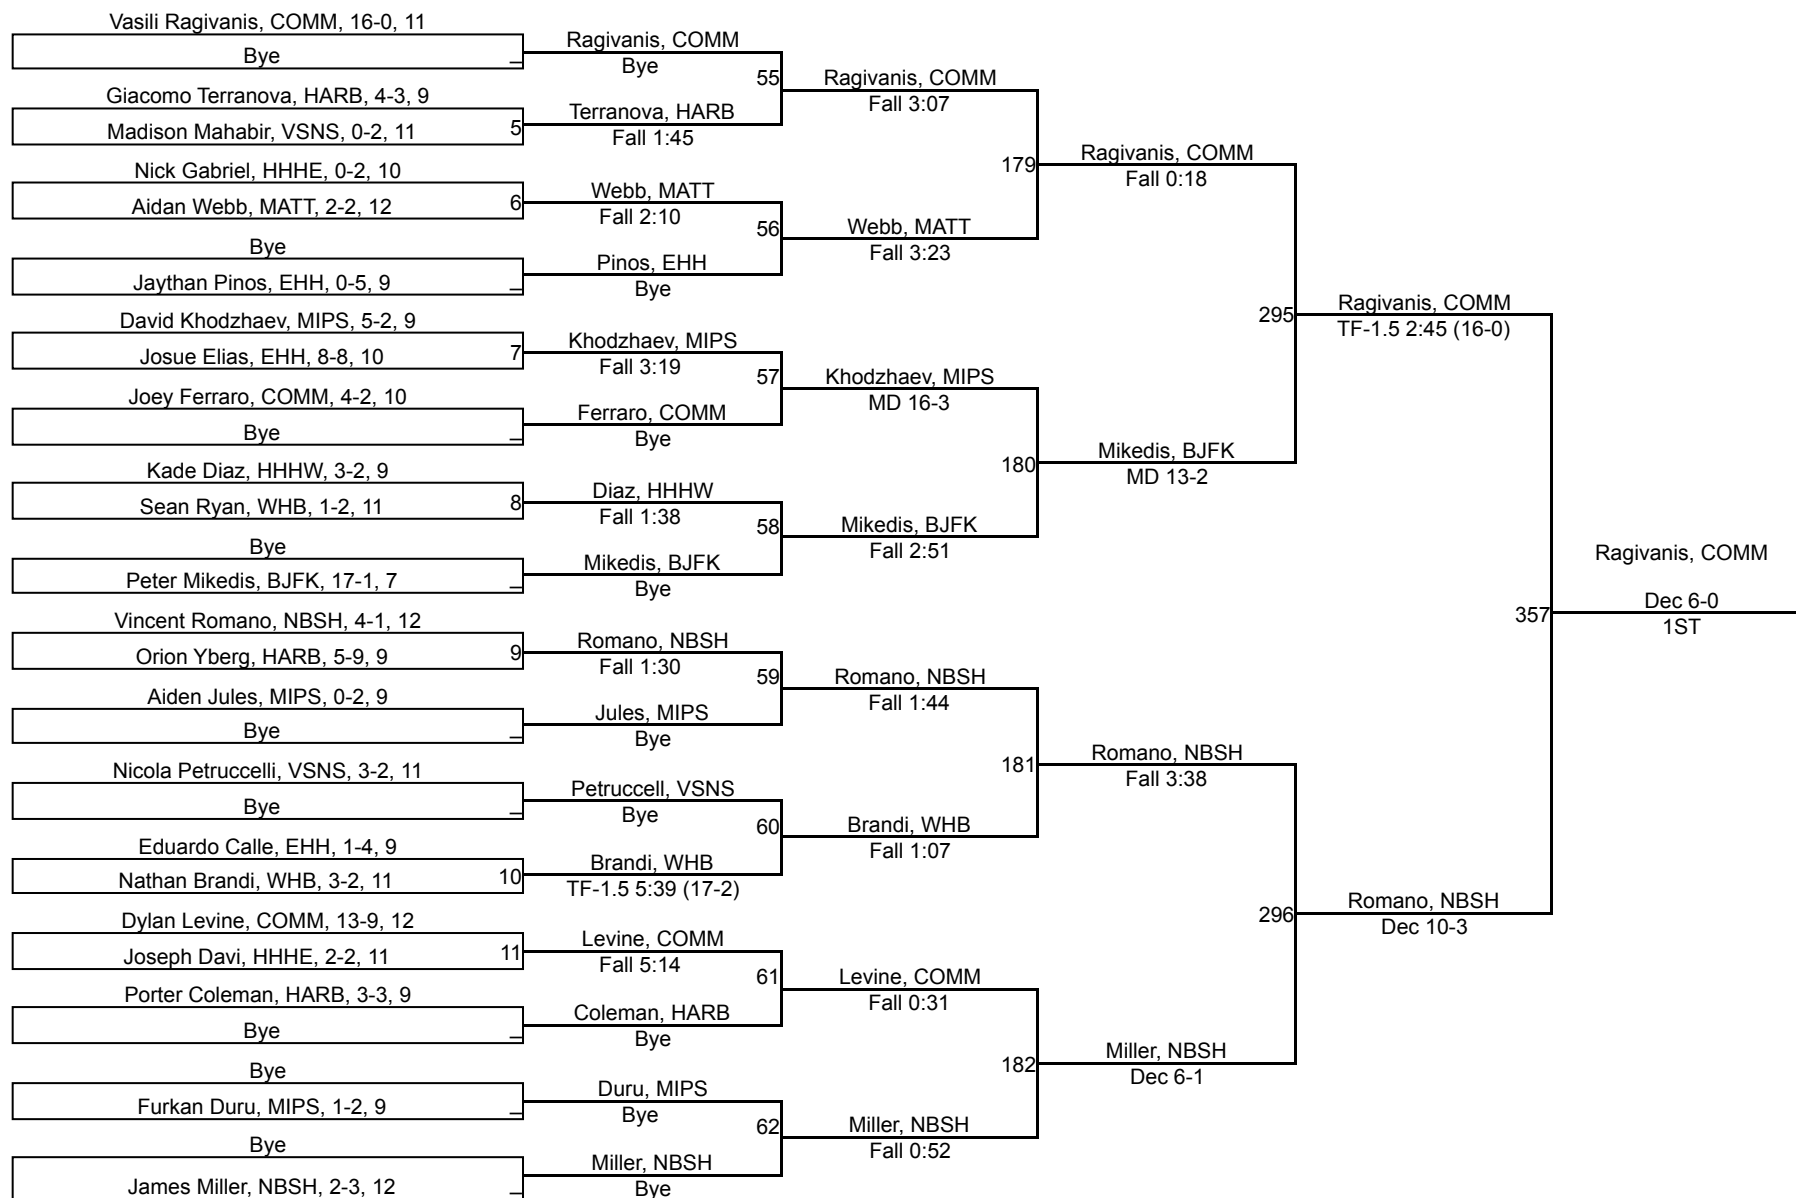 Vasili Ragivanis, COMM, 16-0, 11
Bye
Giacomo Terranova, HARB, 4-3, 9
Madison Mahabir, VSNS, 0-2, 11
5
Nick Gabriel, HHHE, 0-2, 10
Aidan Webb, MATT, 2-2, 12
6
Bye
Jaythan Pinos, EHH, 0-5, 9
David Khodzhaev, MIPS, 5-2, 9
Josue Elias, EHH, 8-8, 10
7
Joey Ferraro, COMM, 4-2, 10
Bye
Kade Diaz, HHHW, 3-2, 9
Sean Ryan, WHB, 1-2, 11
8
Bye
Peter Mikedis, BJFK, 17-1, 7
Vincent Romano, NBSH, 4-1, 12
Orion Yberg, HARB, 5-9, 9
9
Aiden Jules, MIPS, 0-2, 9
Bye
Nicola Petruccelli, VSNS, 3-2, 11
Bye
Eduardo Calle, EHH, 1-4, 9
Nathan Brandi, WHB, 3-2, 11
10
Dylan Levine, COMM, 13-9, 12
Joseph Davi, HHHE, 2-2, 11
11
Porter Coleman, HARB, 3-3, 9
Bye
Bye
Furkan Duru, MIPS, 1-2, 9
Bye
James Miller, NBSH, 2-3, 12
Ragivanis, COMM
Bye
55
Terranova, HARB
Fall 1:45
Webb, MATT
Fall 2:10
56
Pinos, EHH
Bye
Khodzhaev, MIPS
Fall 3:19
57
Ferraro, COMM
Bye
Diaz, HHHW
Fall 1:38
58
Mikedis, BJFK
Bye
Romano, NBSH
Fall 1:30
59
Jules, MIPS
Bye
Petruccell, VSNS
Bye
60
Brandi, WHB
TF-1.5 5:39 (17-2)
Levine, COMM
Fall 5:14
61
Coleman, HARB
Bye
Duru, MIPS
Bye
62
Miller, NBSH
Bye
Ragivanis, COMM
Fall 3:07
179
Webb, MATT
Fall 3:23
Khodzhaev, MIPS
MD 16-3
180
Mikedis, BJFK
Fall 2:51
Romano, NBSH
Fall 1:44
181
Brandi, WHB
Fall 1:07
Levine, COMM
Fall 0:31
182
Miller, NBSH
Fall 0:52
Ragivanis, COMM
Fall 0:18
295
Mikedis, BJFK
MD 13-2
Romano, NBSH
Fall 3:38
296
Miller, NBSH
Dec 6-1
Ragivanis, COMM
TF-1.5 2:45 (16-0)
357
Romano, NBSH
Dec 10-3
Ragivanis, COMM
Dec 6-0
1ST